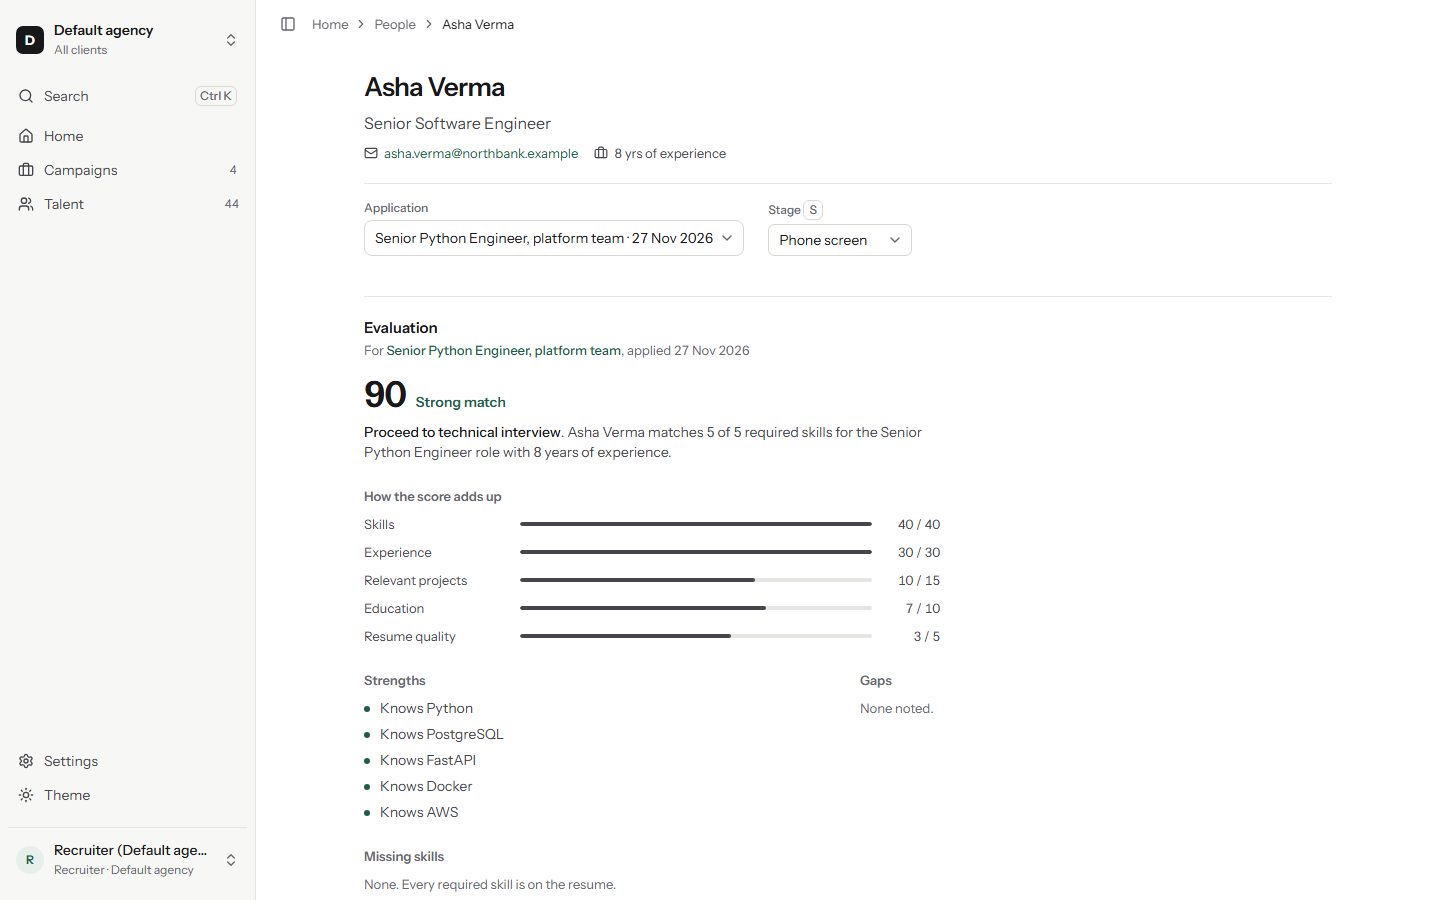 D
Default agency
All clients
Search
Ctrl K
Home
Campaigns
4
Talent
44
Settings
Theme
R
Recruiter (Default age...
Recruiter · Default agency
Home > People > Asha Verma
Asha Verma
Senior Software Engineer
asha.verma@northbank.example
8 yrs of experience
Application
Senior Python Engineer, platform team · 27 Nov 2026
Stage S
Phone screen
Evaluation
For Senior Python Engineer, platform team, applied 27 Nov 2026
90 Strong match
Proceed to technical interview. Asha Verma matches 5 of 5 required skills for the Senior
Python Engineer role with 8 years of experience.
How the score adds up
Skills 40 / 40
Experience 30 / 30
Relevant projects 10 / 15
Education 7 / 10
Resume quality 3 / 5
Strengths
Knows Python
Knows PostgreSQL
Knows FastAPI
Knows Docker
Knows AWS
Gaps
None noted.
Missing skills
None. Every required skill is on the resume.